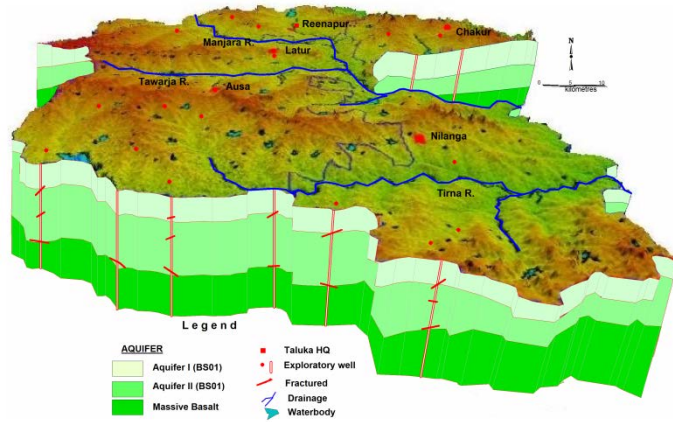 Reenapur
Chakur
Manjara R.
Latur
N
Tawarja R.
Ausa
0 5 10
kilometres
Nilanga
Tirna R.
Legend
AQUIFER
Aquifer I (BS01)
Aquifer II (BS01)
Massive Basalt
Taluka HQ
Exploratory well
Fractured
Drainage
Waterbody